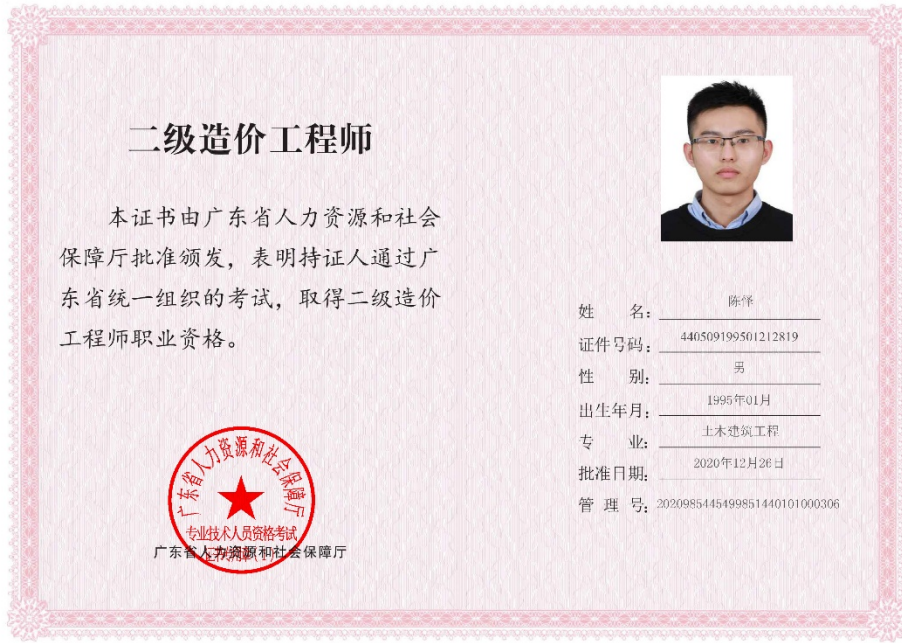 二级造价工程师
本证书由广东省人力资源和社会
保障厅批准颁发，表明持证人通过广
东省统一组织的考试，取得二级造价
工程师职业资格。
广东省人力资源和社会保障厅
专业技术人员资格考试
广东省人力资源和社会保障厅
姓 名：陈怿
证件号码：440509199501212819
性 别：男
出生年月：1995年01月
专 业：土木建筑工程
批准日期：2020年12月26日
管 理 号：20209854454998514401010​00306